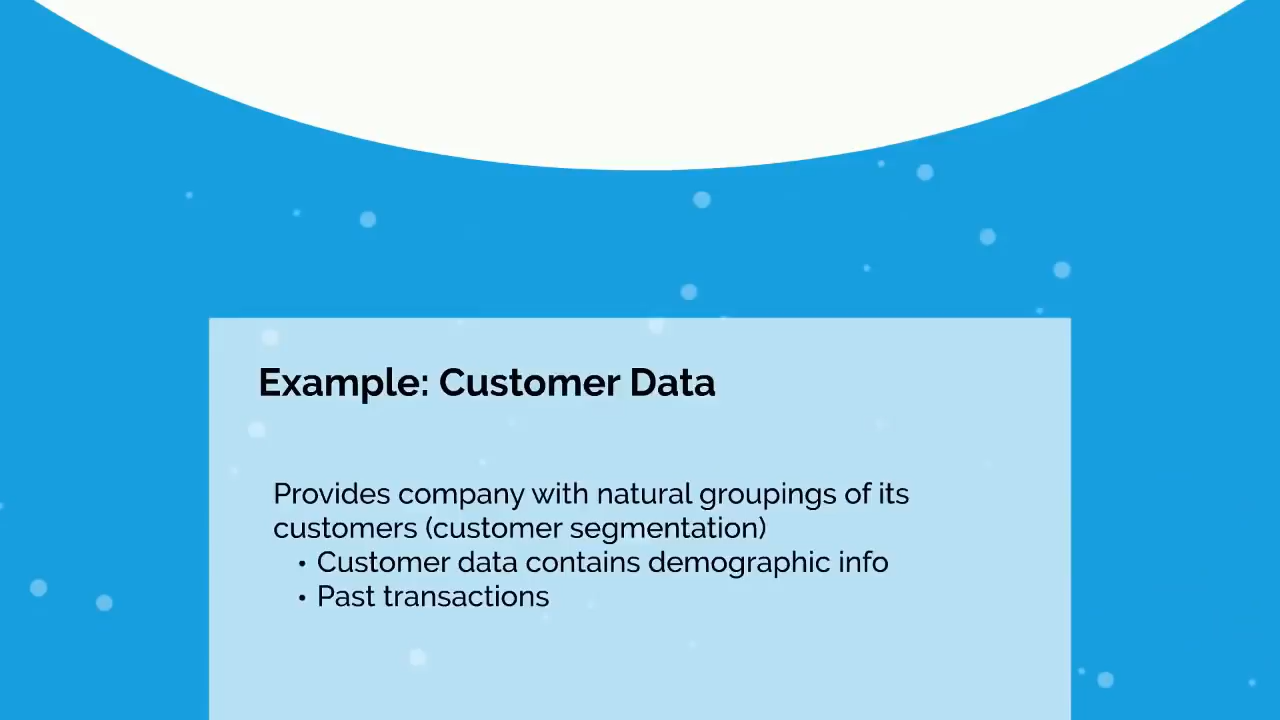 Example: Customer Data
Provides company with natural groupings of its
customers (customer segmentation)
• Customer data contains demographic info
• Past transactions